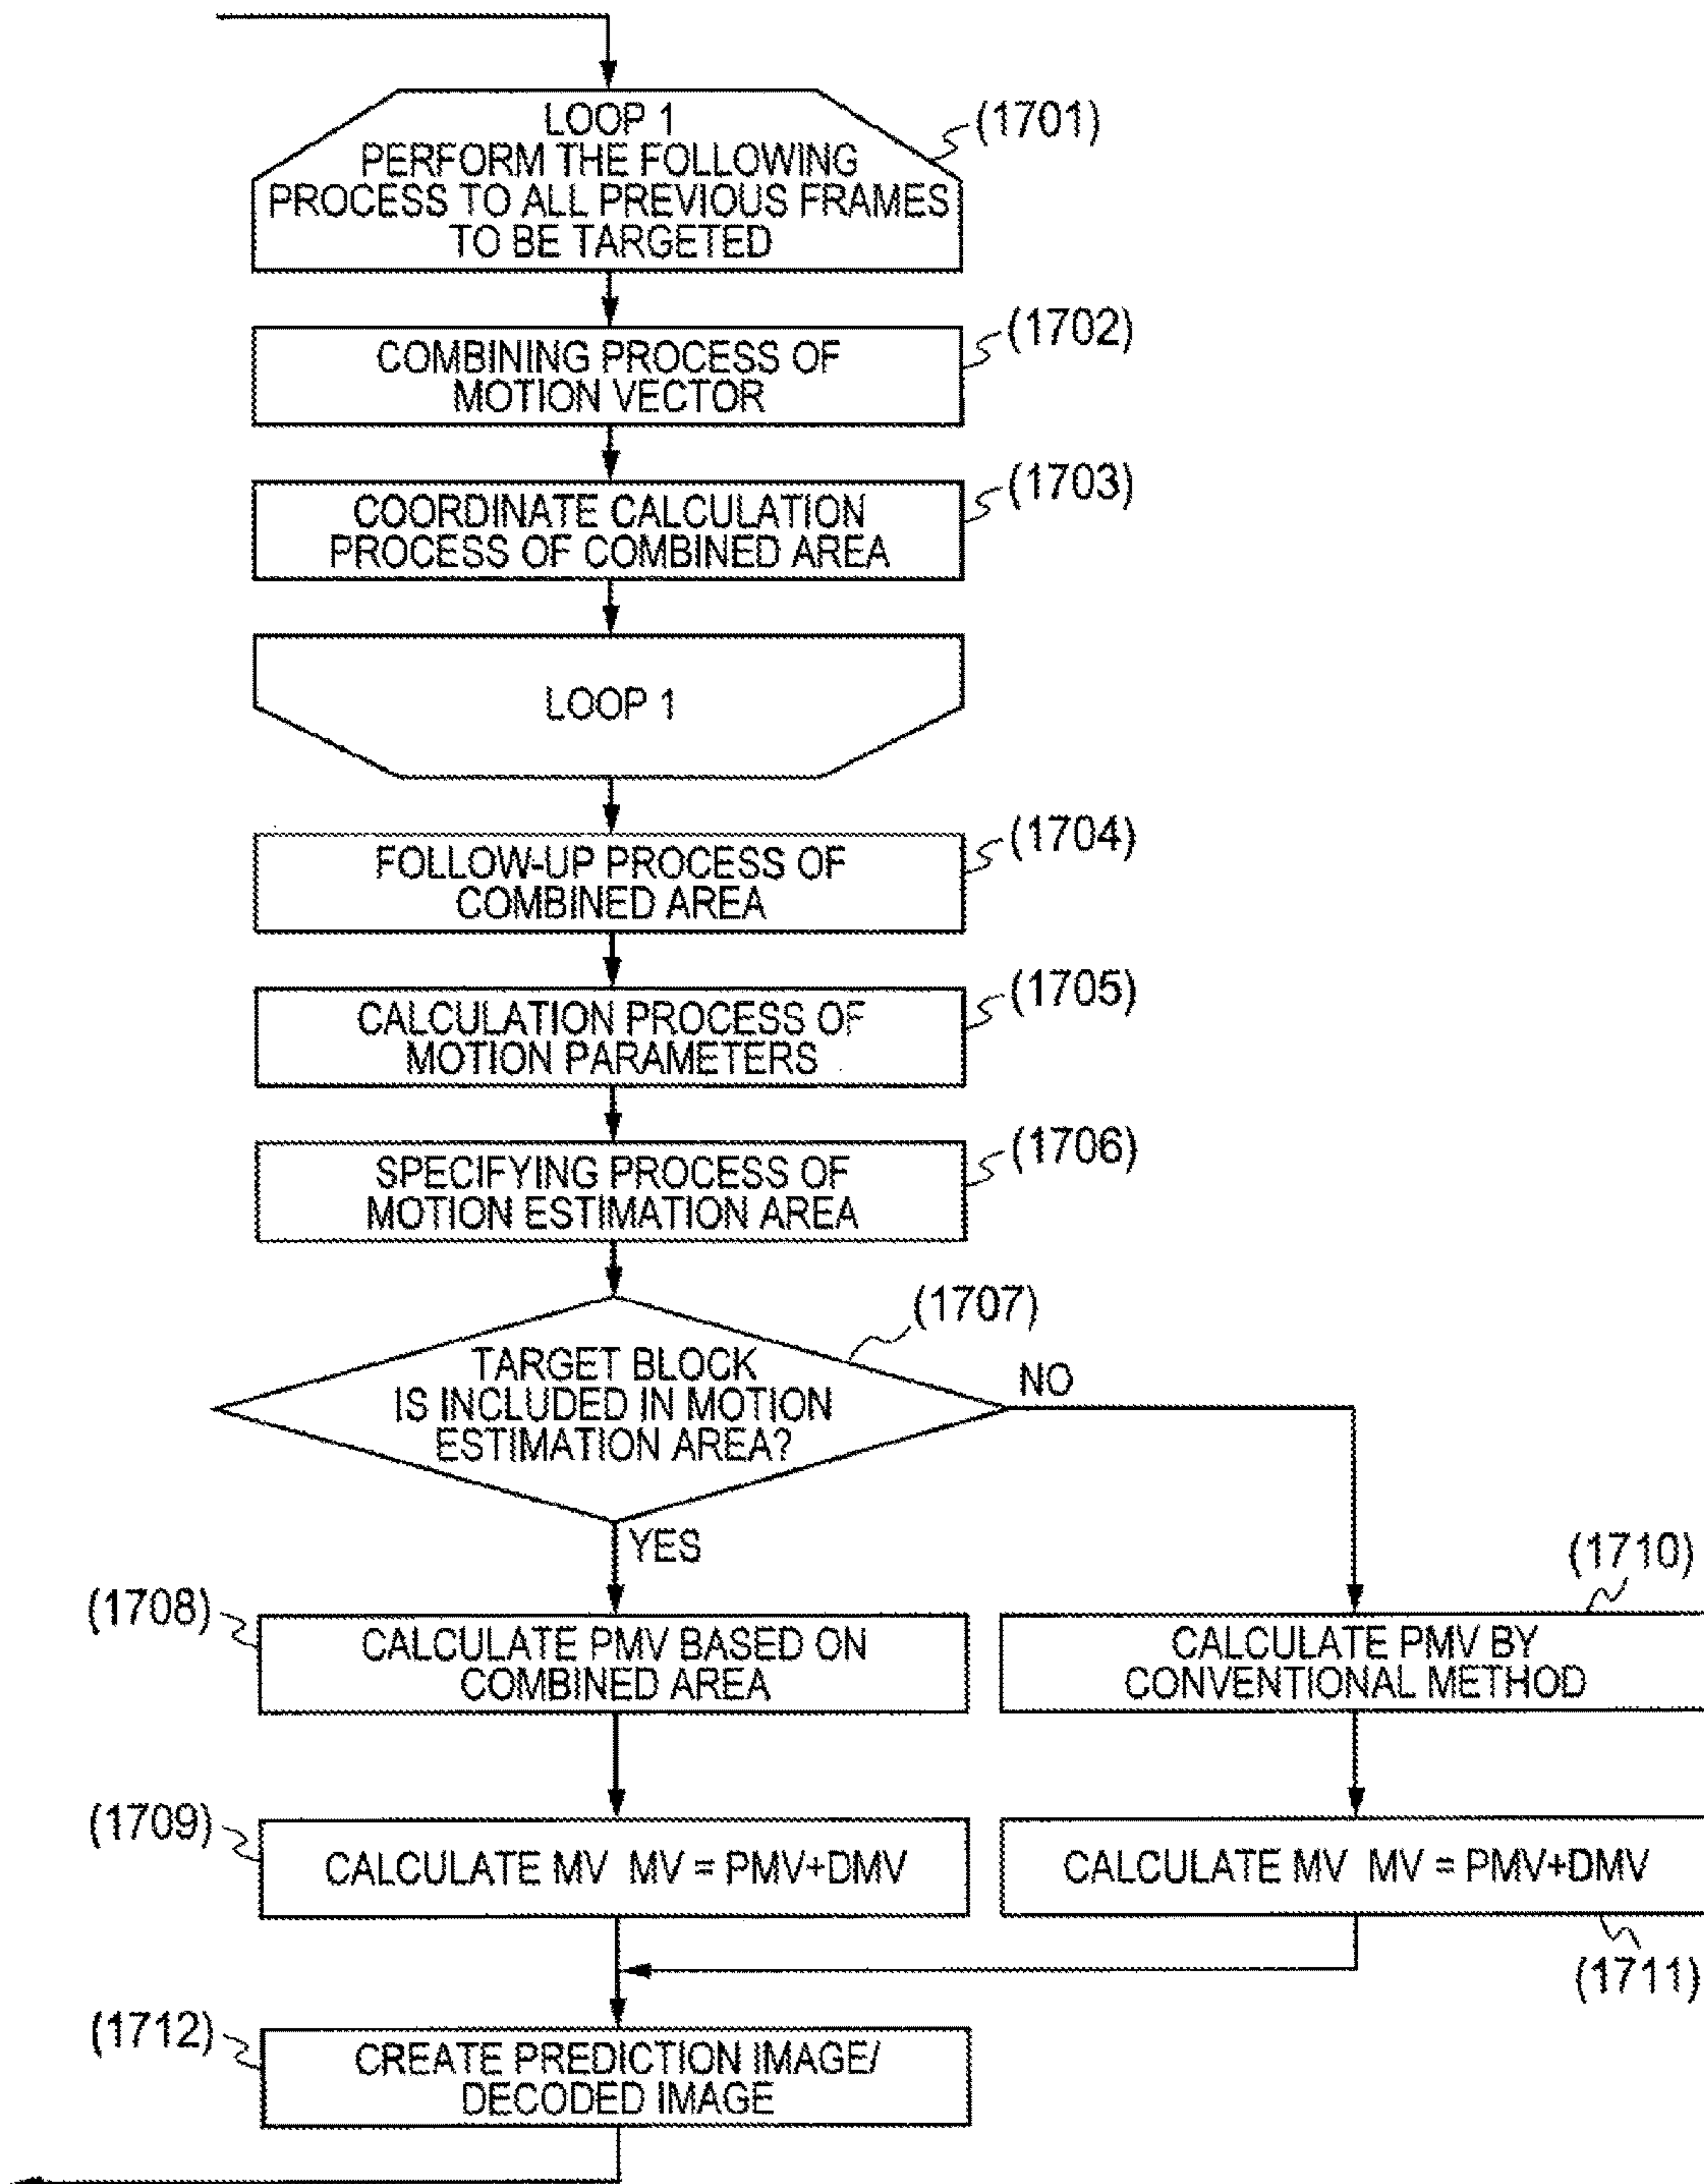 LOOP 1
PERFORM THE FOLLOWING
PROCESS TO ALL PREVIOUS FRAMES
TO BE TARGETED
(1701)
COMBINING PROCESS OF
MOTION VECTOR
(1702)
COORDINATE CALCULATION
PROCESS OF COMBINED AREA
(1703)
LOOP 1
FOLLOW-UP PROCESS OF
COMBINED AREA
(1704)
CALCULATION PROCESS OF
MOTION PARAMETERS
(1705)
SPECIFYING PROCESS OF
MOTION ESTIMATION AREA
(1706)
(1707)
TARGET BLOCK
IS INCLUDED IN MOTION
ESTIMATION AREA?
NO
YES
(1708)
CALCULATE PMV BASED ON
COMBINED AREA
(1710)
CALCULATE PMV BY
CONVENTIONAL METHOD
(1709)
CALCULATE MV MV = PMV+DMV
CALCULATE MV MV = PMV+DMV
(1711)
(1712)
CREATE PREDICTION IMAGE/
DECODED IMAGE